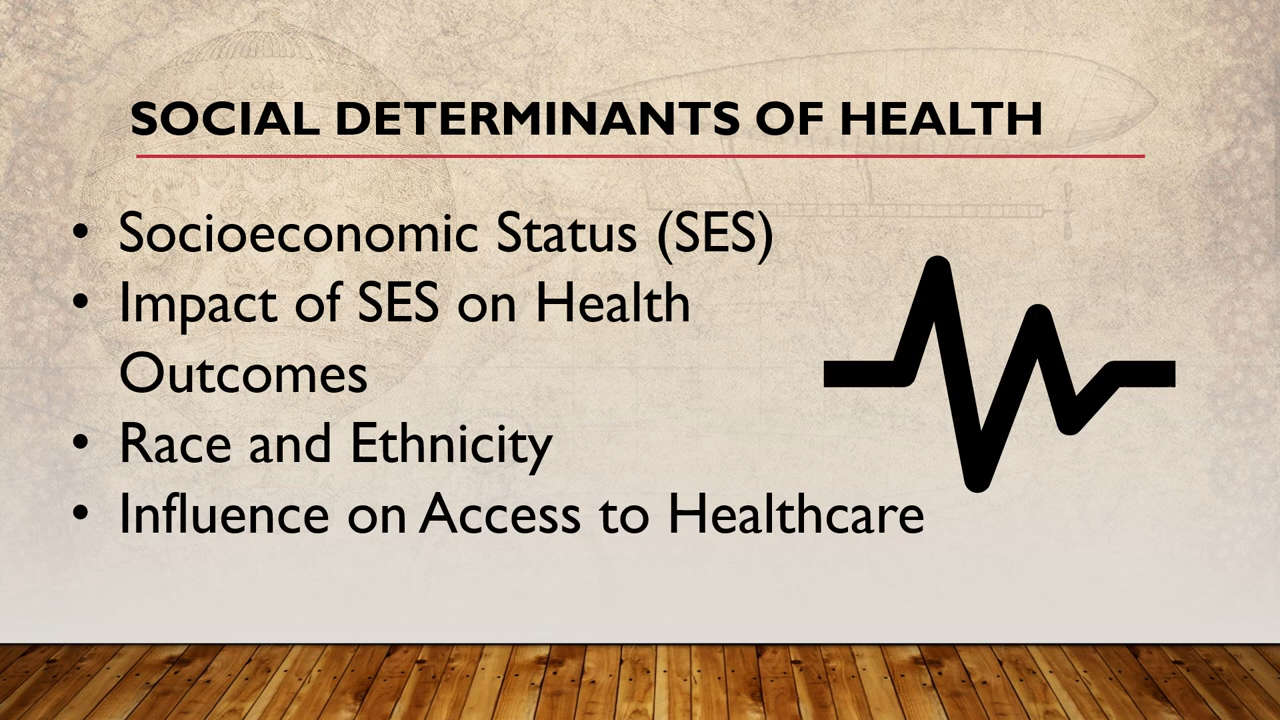 SOCIAL DETERMINANTS OF HEALTH
• Socioeconomic Status (SES)
• Impact of SES on Health
Outcomes
• Race and Ethnicity
• Influence on Access to Healthcare